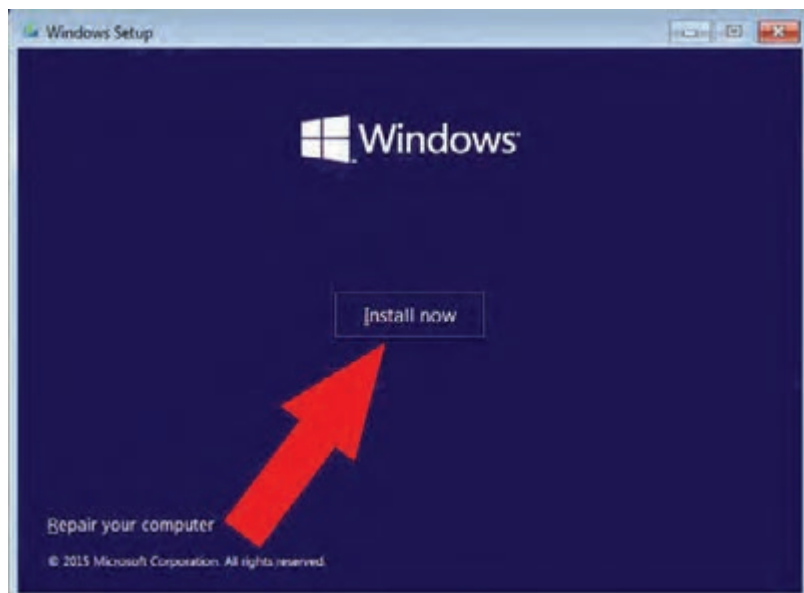 Windows Setup
Windows
Install now
Repair your computer
© 2015 Microsoft Corporation. All rights reserved.